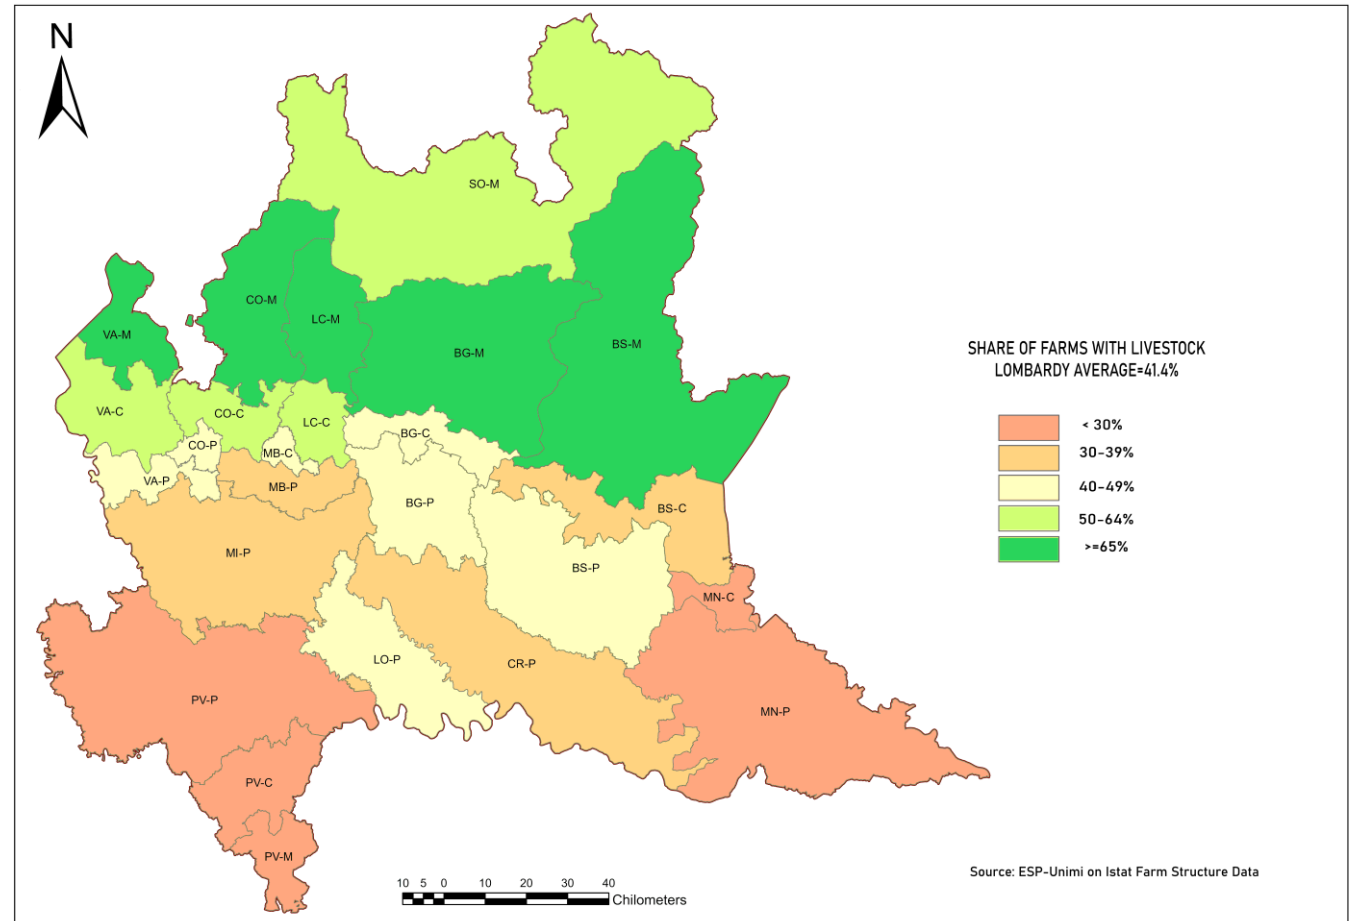 N
SO-M
CO-M
LC-M
VA-M
BG-M
BS-M
VA-C
CO-C
LC-C
BG-C
CO-P
MB-C
VA-P
MB-P
BG-P
BS-C
MI-P
BS-P
MN-C
LO-P
CR-P
PV-P
MN-P
PV-C
PV-M
SHARE OF FARMS WITH LIVESTOCK
LOMBARDY AVERAGE=41.4%
< 30%
30-39%
40-49%
50-64%
>=65%
Source: ESP-Unimi on Istat Farm Structure Data
10 5 0 10 20 30 40
Chilometers